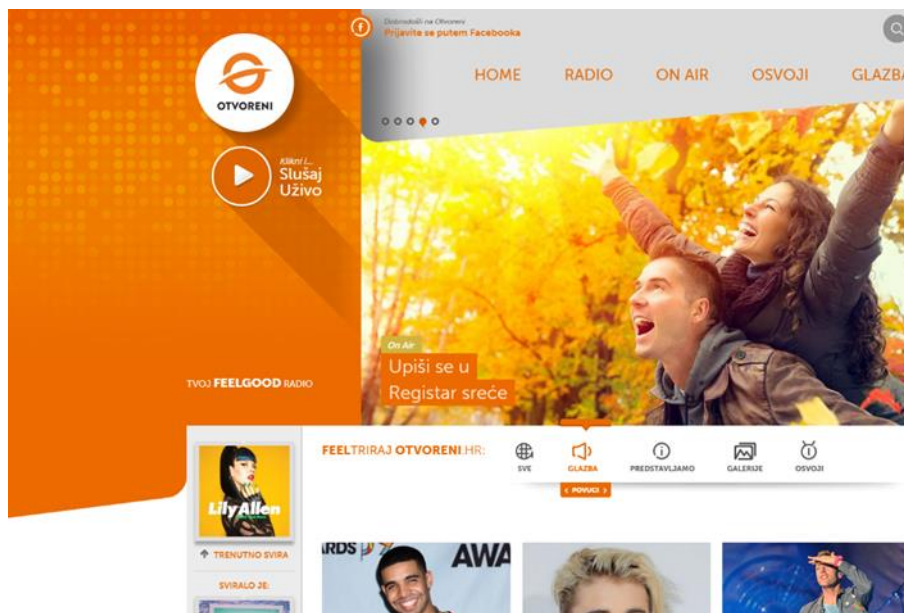 Dobrodošli na Otvoreni
Prijavite se putem Facebooka
HOME
RADIO
ON AIR
OSVOJI
GLAZBA
OTVORENI
Klikni i...
Slušaj
Uživo
On Air
Upiši se u
Registar sreće
TVOJ FEELGOOD RADIO
FEELTRIRAJ OTVORENI.HR:
SVE
GLAZBA
PREDSTAVLJAMO
GALERIJE
OSVOJI
‹ POVUCI ›
Lily Allen
TRENUTNO SVIRA
SVIRALO JE:
ARDS
AWA